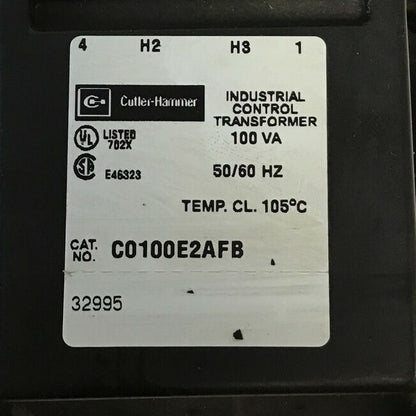 4 H2 H3 1
Cutler-Hammer
INDUSTRIAL
CONTROL
TRANSFORMER
UL LISTED
702X
100 VA
E46323
50/60 HZ
TEMP. CL. 105°C
CAT.
NO. C0100E2AFB
32995